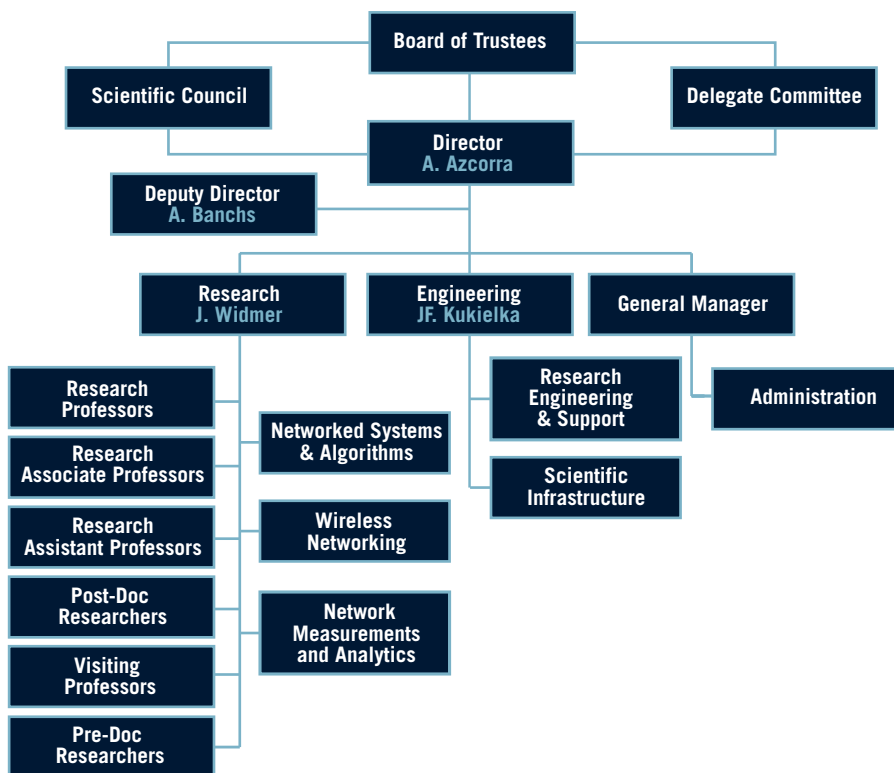 Board of Trustees
Scientific Council
Delegate Committee
Director
A. Azcorra
Deputy Director
A. Banchs
Research
J. Widmer
Engineering
JF. Kukielka
General Manager
Research
Professors
Research
Associate Professors
Research
Assistant Professors
Post-Doc
Researchers
Visiting
Professors
Pre-Doc
Researchers
Networked Systems
& Algorithms
Wireless
Networking
Network
Measurements
and Analytics
Research
Engineering
& Support
Scientific
Infrastructure
Administration